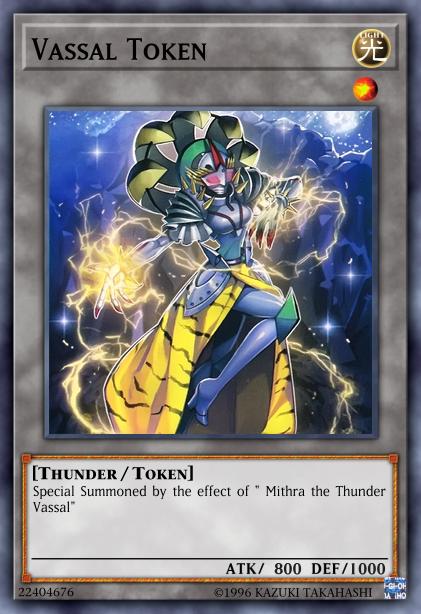 Vassal Token
LIGHT
光
[Thunder / Token]
Special Summoned by the effect of " Mithra the Thunder
Vassal"
ATK/ 800 DEF/1000
22404676
©1996 KAZUKI TAKAHASHI